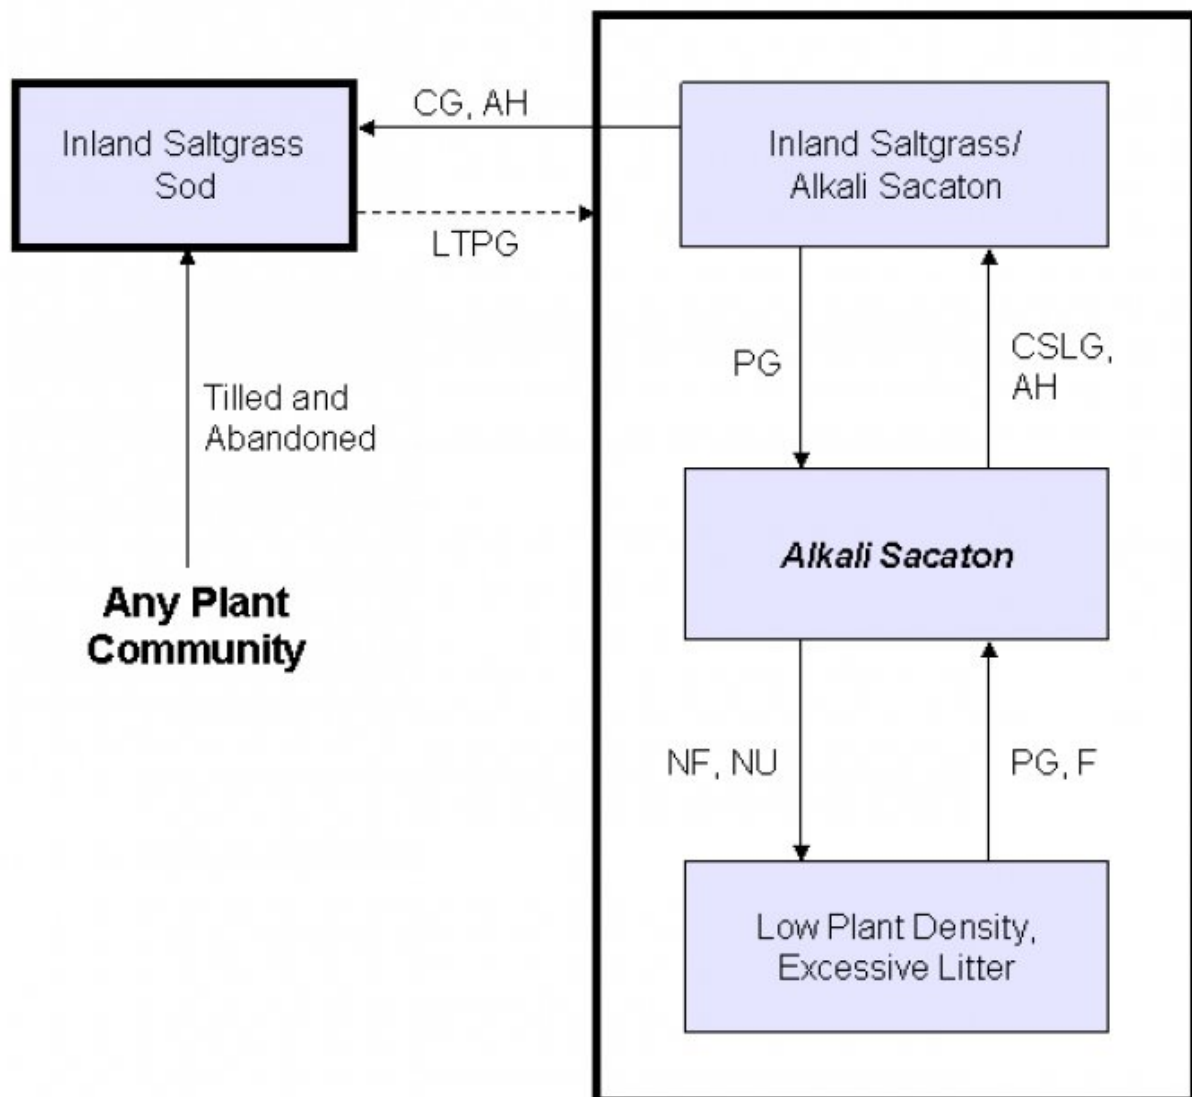 Inland Saltgrass
Sod
CG, AH
LTPG
Inland Saltgrass/
Alkali Sacaton
PG
CSLG,
AH
Tilled and
Abandoned
Any Plant
Community
Alkali Sacaton
NF, NU
PG, F
Low Plant Density,
Excessive Litter